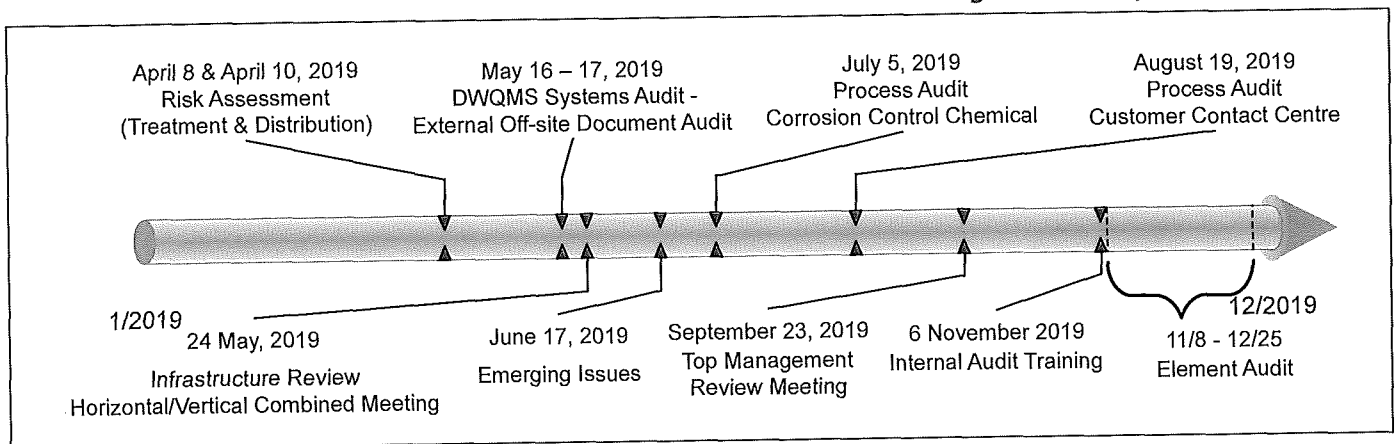 April 8 & April 10, 2019
Risk Assessment
(Treatment & Distribution)
May 16 – 17, 2019
DWQMS Systems Audit -
External Off-site Document Audit
July 5, 2019
Process Audit
Corrosion Control Chemical
August 19, 2019
Process Audit
Customer Contact Centre
1/2019
24 May, 2019
Infrastructure Review
Horizontal/Vertical Combined Meeting
June 17, 2019
Emerging Issues
September 23, 2019
Top Management
Review Meeting
6 November 2019
Internal Audit Training
12/2019
11/8 - 12/25
Element Audit